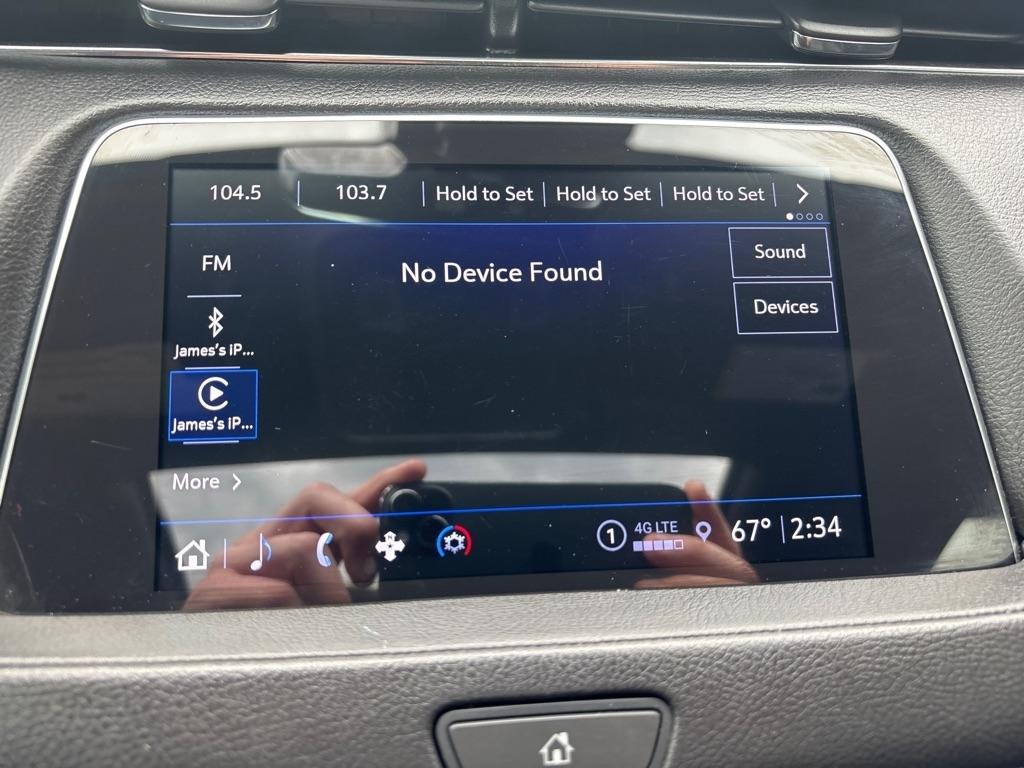 104.5
103.7
Hold to Set
Hold to Set
Hold to Set
FM
No Device Found
Sound
Devices
James's iP...
James's iP...
More
1
4G LTE
67°
2:34